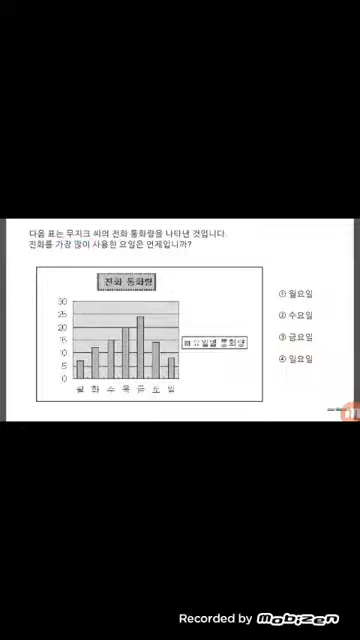 다음 표는 무지크 씨의 전화 통화량을 나타낸 것입니다.
전화를 가장 많이 사용한 요일은 언제입니까?
전화 통화량
30
25
20
15
10
5
0
월 화 수 목 금 토 일
요일별 통화량
① 월요일
② 수요일
③ 금요일
④ 일요일
Recorded by mobizen